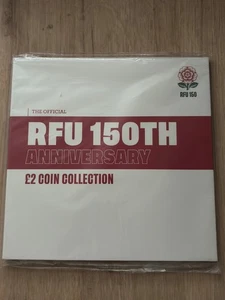 RFU 150
THE OFFICIAL
RFU 150TH
ANNIVERSARY
£2 COIN COLLECTION